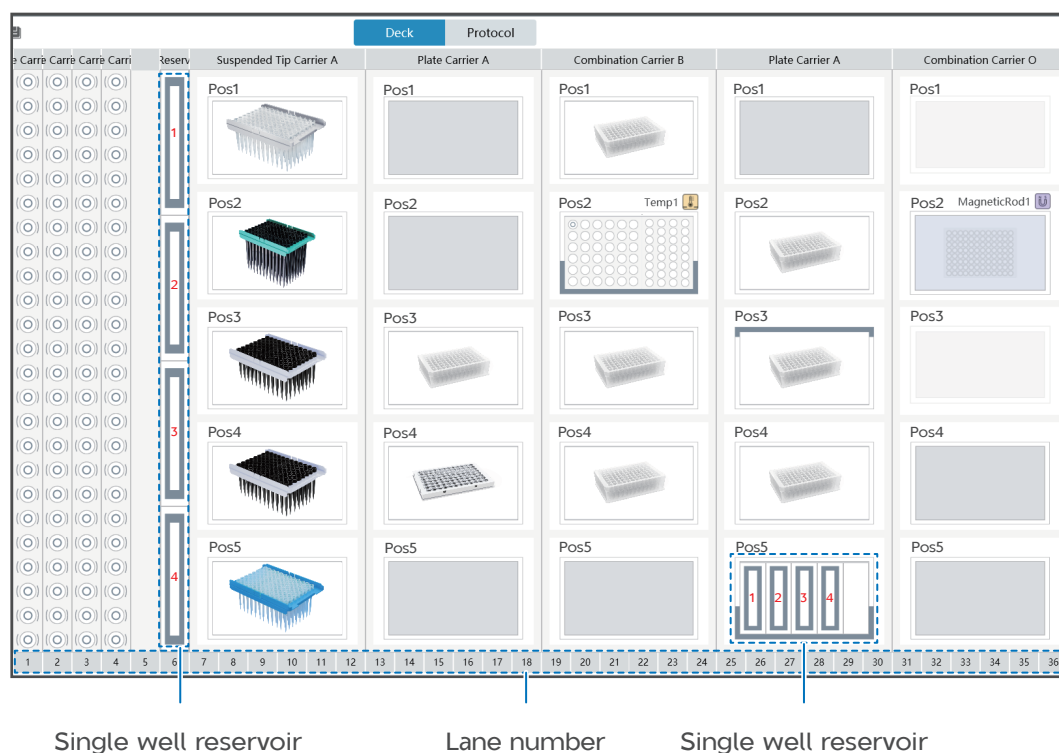 Deck Protocol
e Carri e Carri e Carri e Carri Reserv Suspended Tip Carrier A Plate Carrier A Combination Carrier B Plate Carrier A Combination Carrier O
Pos1 Pos1 Pos1 Pos1 Pos1
1
Pos2 Pos2 Pos2 Temp1 Pos2 Pos2 MagneticRod1
2
Pos3 Pos3 Pos3 Pos3 Pos3
3
Pos4 Pos4 Pos4 Pos4 Pos4
Pos5 Pos5 Pos5 Pos5 Pos5
4 1 2 3 4
1 2 3 4 5 6 7 8 9 10 11 12 13 14 15 16 17 18 19 20 21 22 23 24 25 26 27 28 29 30 31 32 33 34 35 36
Single well reservoir Lane number Single well reservoir